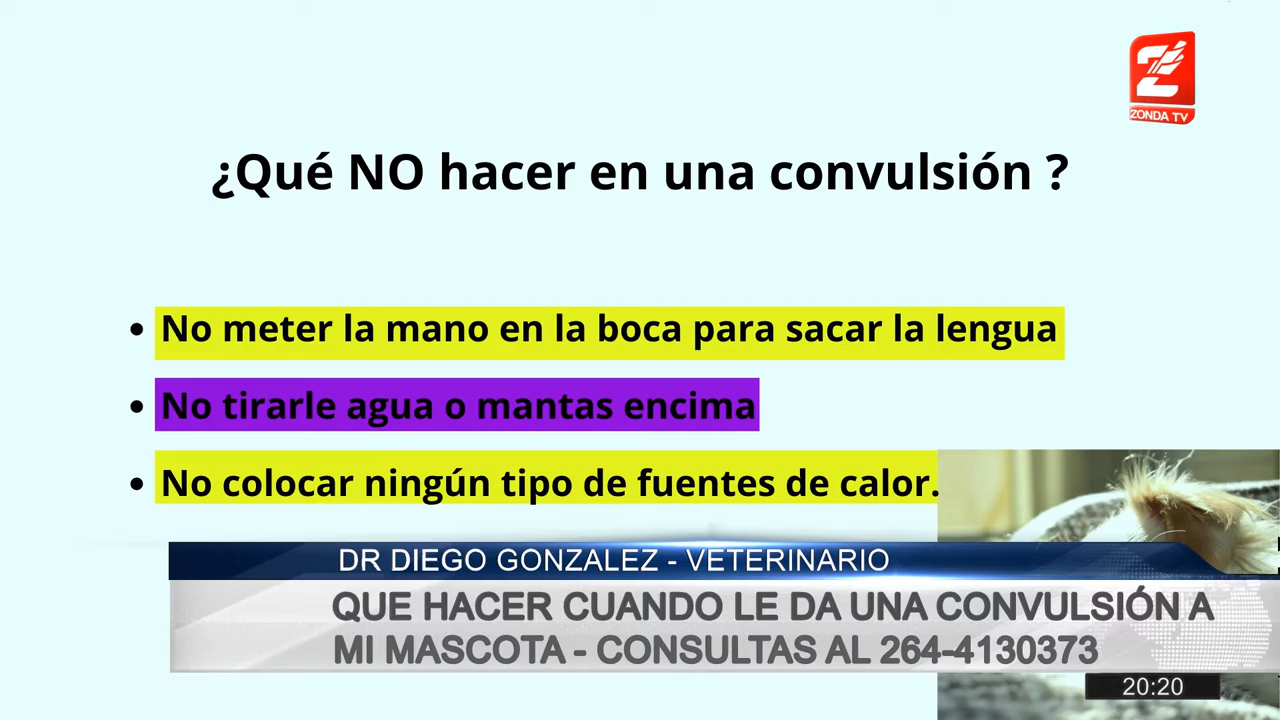 ZONDA TV
¿Qué NO hacer en una convulsión ?
• No meter la mano en la boca para sacar la lengua
• No tirarle agua o mantas encima
• No colocar ningún tipo de fuentes de calor.
DR DIEGO GONZALEZ - VETERINARIO
QUE HACER CUANDO LE DA UNA CONVULSIÓN A
MI MASCOTA - CONSULTAS AL 264-4130373
20:20